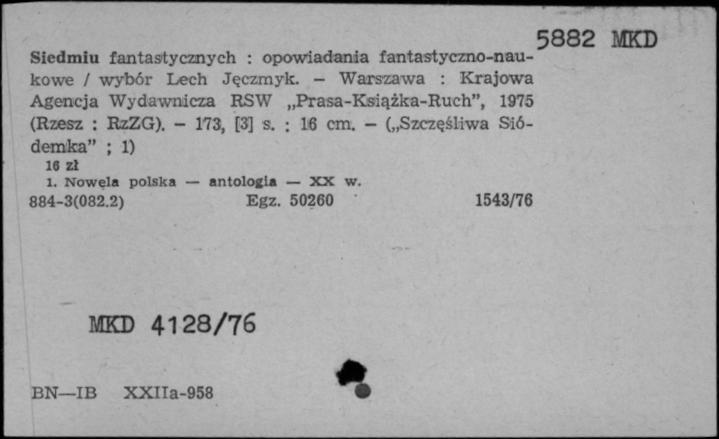 5882 MKD
Siedmiu fantastycznych : opowiadania fantastyczno-nau-
kowe / wybór Lech Jęczmyk. — Warszawa : Krajowa
Agencja Wydawnicza RSW „Prasa-Książka-Ruch”, 1975
(Rzesz : RzZG). — 173, [3] s. ; 16 cm. — („Szczęśliwa Sió-
demka” ; 1)
16 zł
1. Nowela polska — antologia — XX w.
884-3(082.2) Egz. 50260 1543/76
MKD 4128/76
BN—IB XXIIa-958